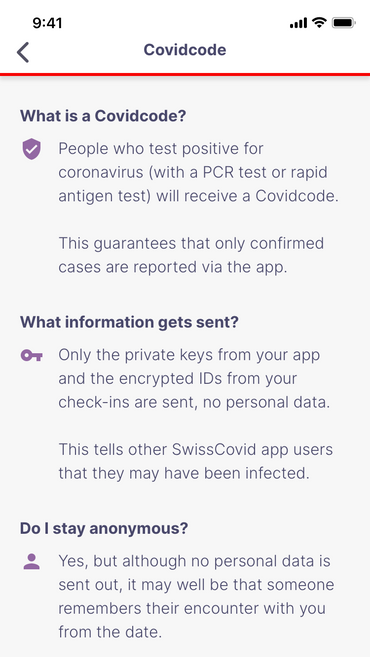 9:41
Covidcode
What is a Covidcode?
People who test positive for
coronavirus (with a PCR test or rapid
antigen test) will receive a Covidcode.
This guarantees that only confirmed
cases are reported via the app.
What information gets sent?
Only the private keys from your app
and the encrypted IDs from your
check-ins are sent, no personal data.
This tells other SwissCovid app users
that they may have been infected.
Do I stay anonymous?
Yes, but although no personal data is
sent out, it may well be that someone
remembers their encounter with you
from the date.